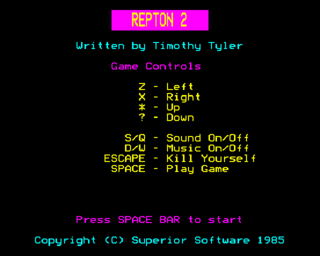 REPTON 2
Written by Timothy Tyler
Game Controls
Z - Left
X - Right
* - Up
? - Down
S/Q - Sound On/Off
D/W - Music On/Off
ESCAPE - Kill Yourself
SPACE - Play Game
Press SPACE BAR to start
Copyright (C) Superior Software 1985